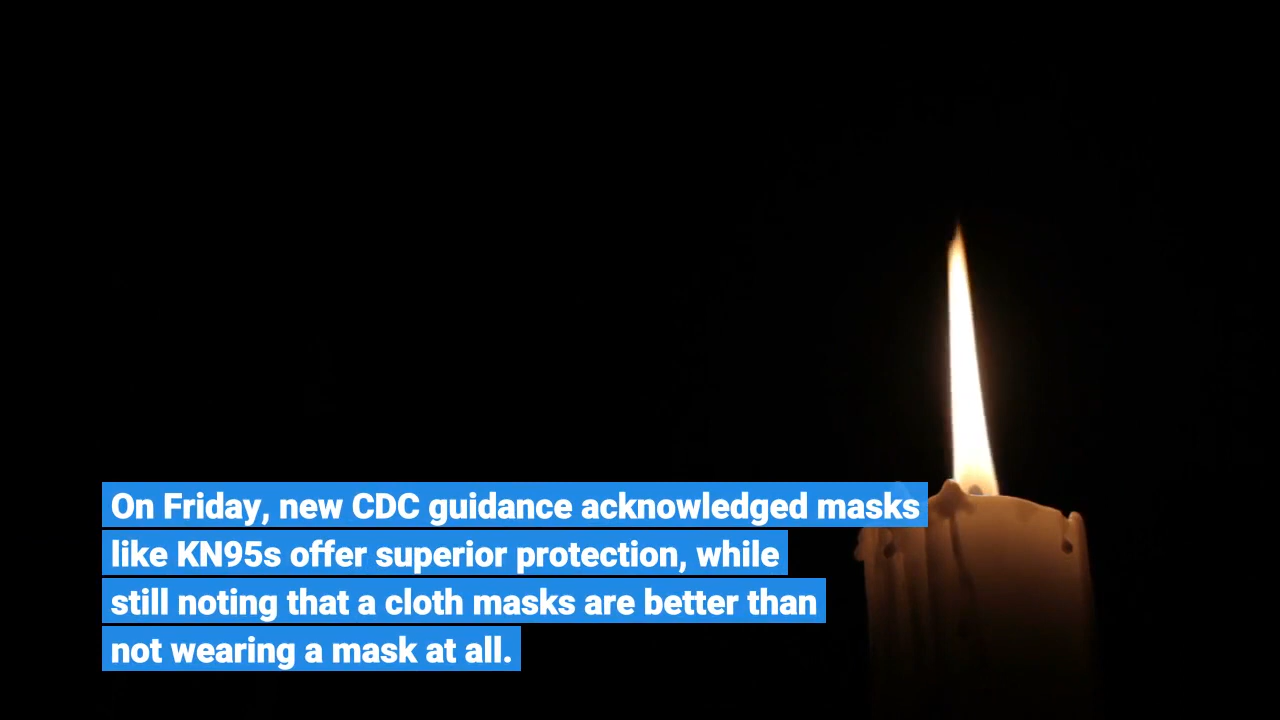 On Friday, new CDC guidance acknowledged masks
like KN95s offer superior protection, while
still noting that a cloth masks are better than
not wearing a mask at all.